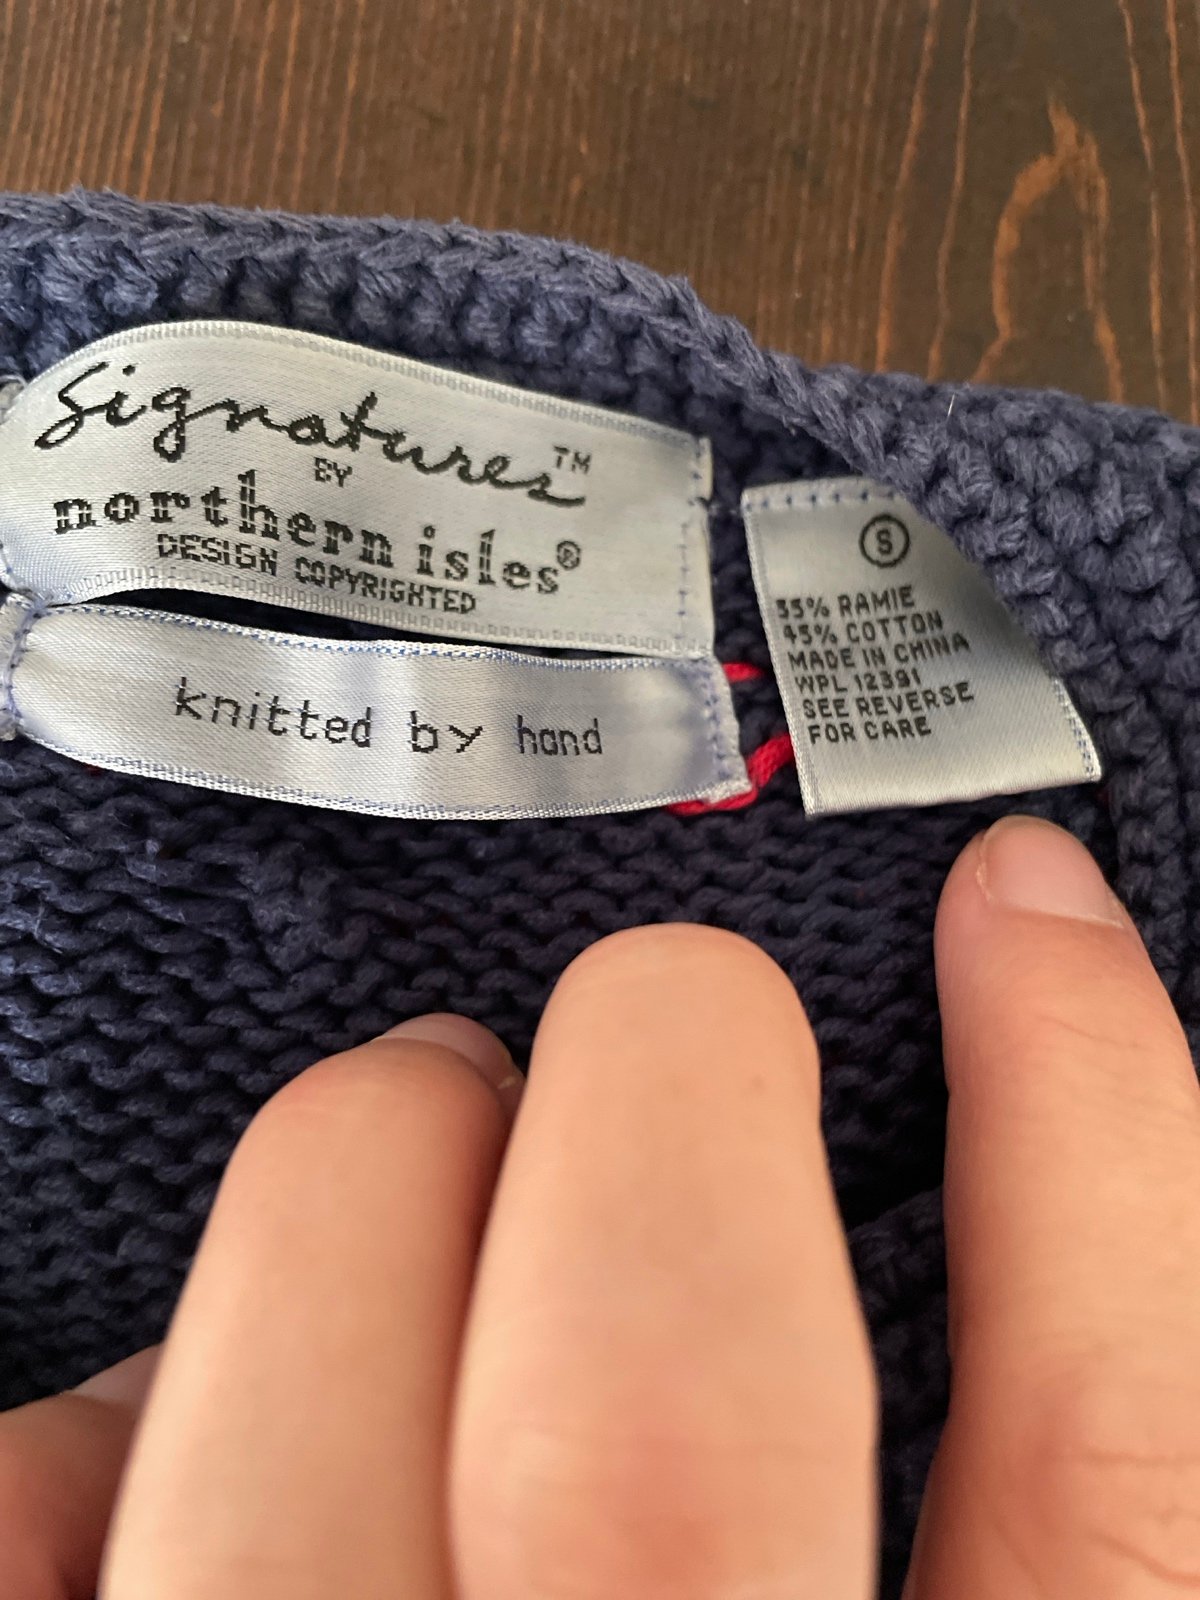 Signatures™
BY
northern isles®
DESIGN COPYRIGHTED
knitted by hand
S
55% RAMIE
45% COTTON
MADE IN CHINA
WPL 12391
SEE REVERSE
FOR CARE